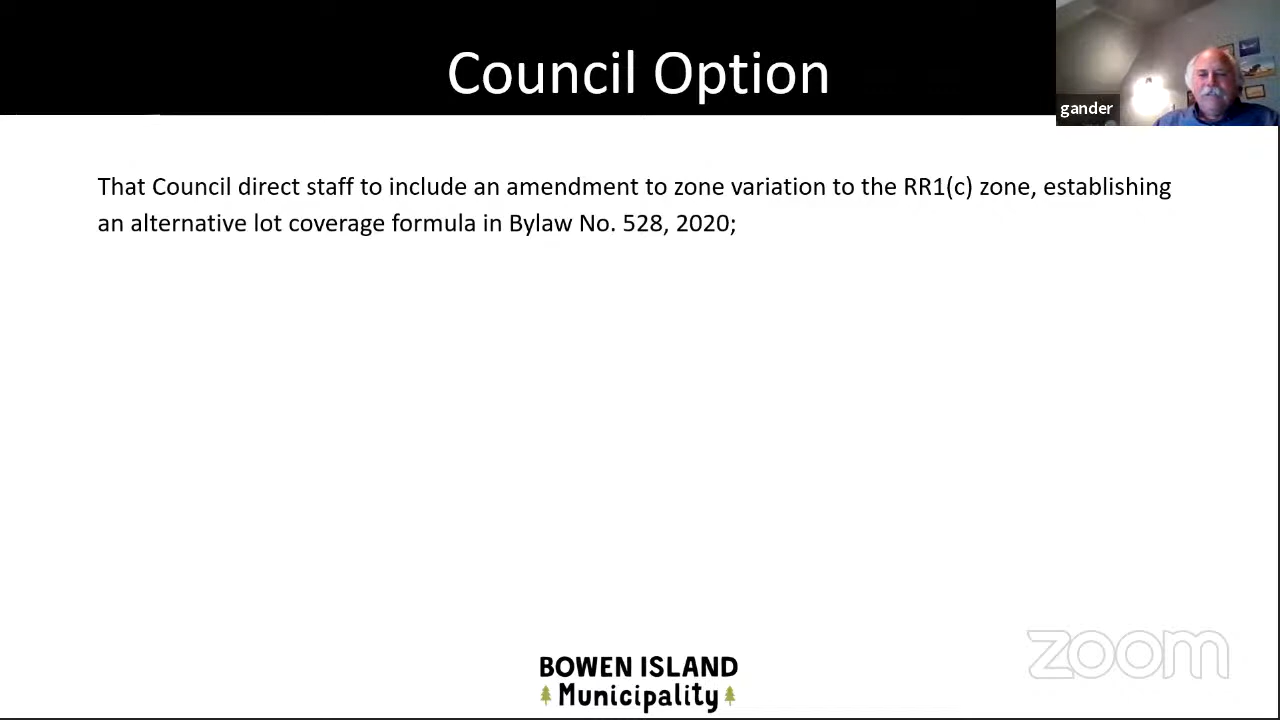 Council Option
gander
That Council direct staff to include an amendment to zone variation to the RR1(c) zone, establishing
an alternative lot coverage formula in Bylaw No. 528, 2020;
zoom
BOWEN ISLAND
Municipality